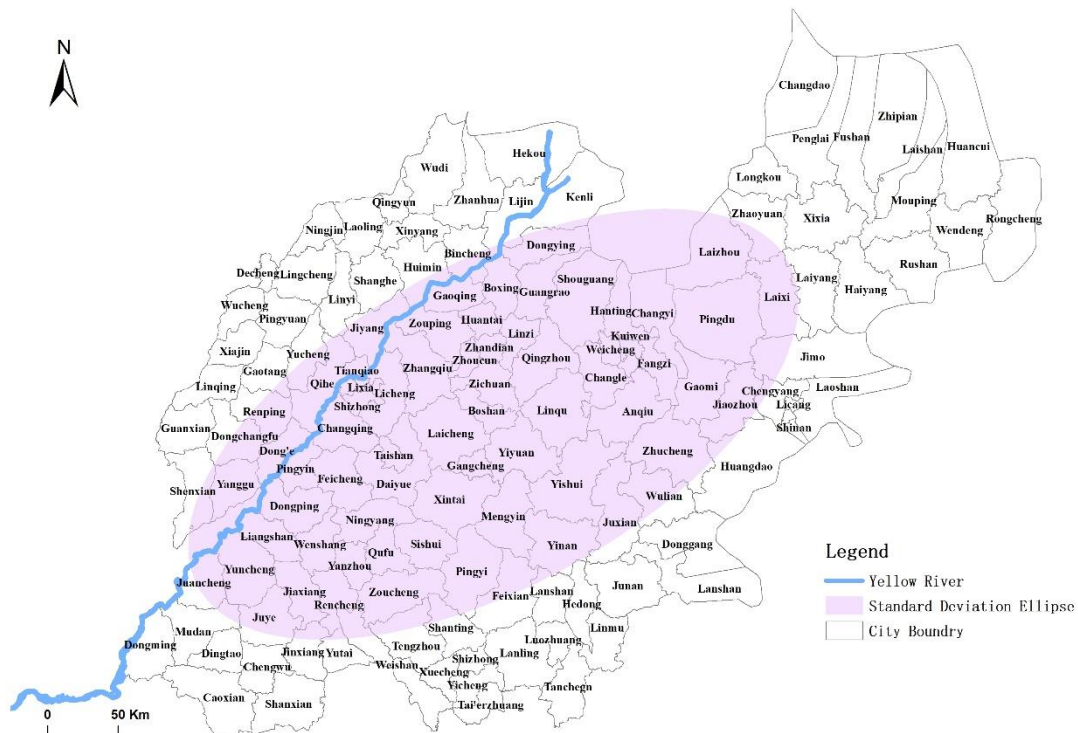 N
Changdao
Zhipian
Penglai
Fushan
Huancui
Laishan
Hekou
Wudi
Longkou
Qingyun
Zhanhua
Lijin
Kenli
Mouping
Zhaoyuan
Xixia
Rongcheng
Ningjin
Laoling
Xinyang
Wendeng
Dongying
Bincheng
Laizhou
Decheng
Lingcheng
Huimin
Rushan
Shanghe
Shouguang
Laiyang
Haiyang
Boxing
Guangrao
Gaoqing
Laixi
Wucheng
Linyi
Pingyuan
Hanting
Changyi
Pingdu
Jiyang
Zouping
Huantai
Linzi
Kuiwen
Xiajin
Yucheng
Zhandian
Weicheng
Zhoucun
Qingzhou
Jimo
Gaotang
Tianqiao
Zhangqiu
Fangzi
Linqing
Qihe
Lixia
Licheng
Zichuan
Changle
Gaomi
Chengyang
Laoshan
Renping
Shizhong
Boshan
Linqu
Anqiu
Jiaozhou
Licang
Guanxian
Dongchangfu
Changqing
Laicheng
Shinan
Dong'e
Taishan
Yiyuan
Zhucheng
Pingyin
Gangcheng
Huangdao
Shenxian
Yanggu
Feicheng
Daiyue
Yishui
Xintai
Wulian
Dongping
Mengyin
Ningyang
Juxian
Liangshan
Wenshang
Sishui
Yinan
Donggang
Qufu
Yuncheng
Yanzhou
Pingyi
Juancheng
Jiaxiang
Zoucheng
Feixian
Lanshan
Junan
Lanshan
Rencheng
Hedong
Juye
Mudan
Shanting
Linmu
Dongming
Dingtao
Jinxiang
Yutai
Tengzhou
Luozhuang
Chengwu
Weishan
Shizhong
Lanling
Xuecheng
Yicheng
Tanchegn
Caoxian
Shanxian
Tai'erzhuang
Legend
Yellow River
Standard Deviation Ellipse
City Boundry
0 50 Km